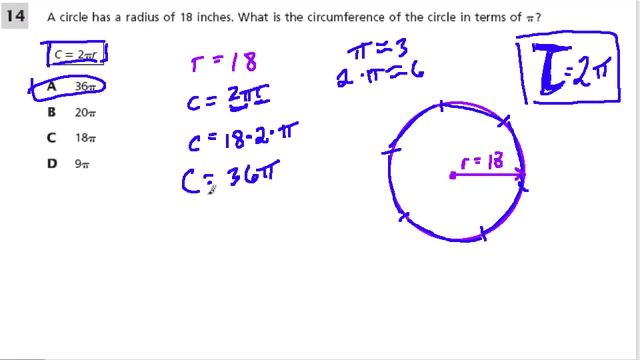 14 A circle has a radius of 18 inches. What is the circumference of the circle in terms of π?
C = 2πr
A 36π
B 20π
C 18π
D 9π
r = 18
C = 2πr
C = 18·2·π
C = 36π
π ≈ 3
2·π ≈ 6
r = 18
τ = 2π